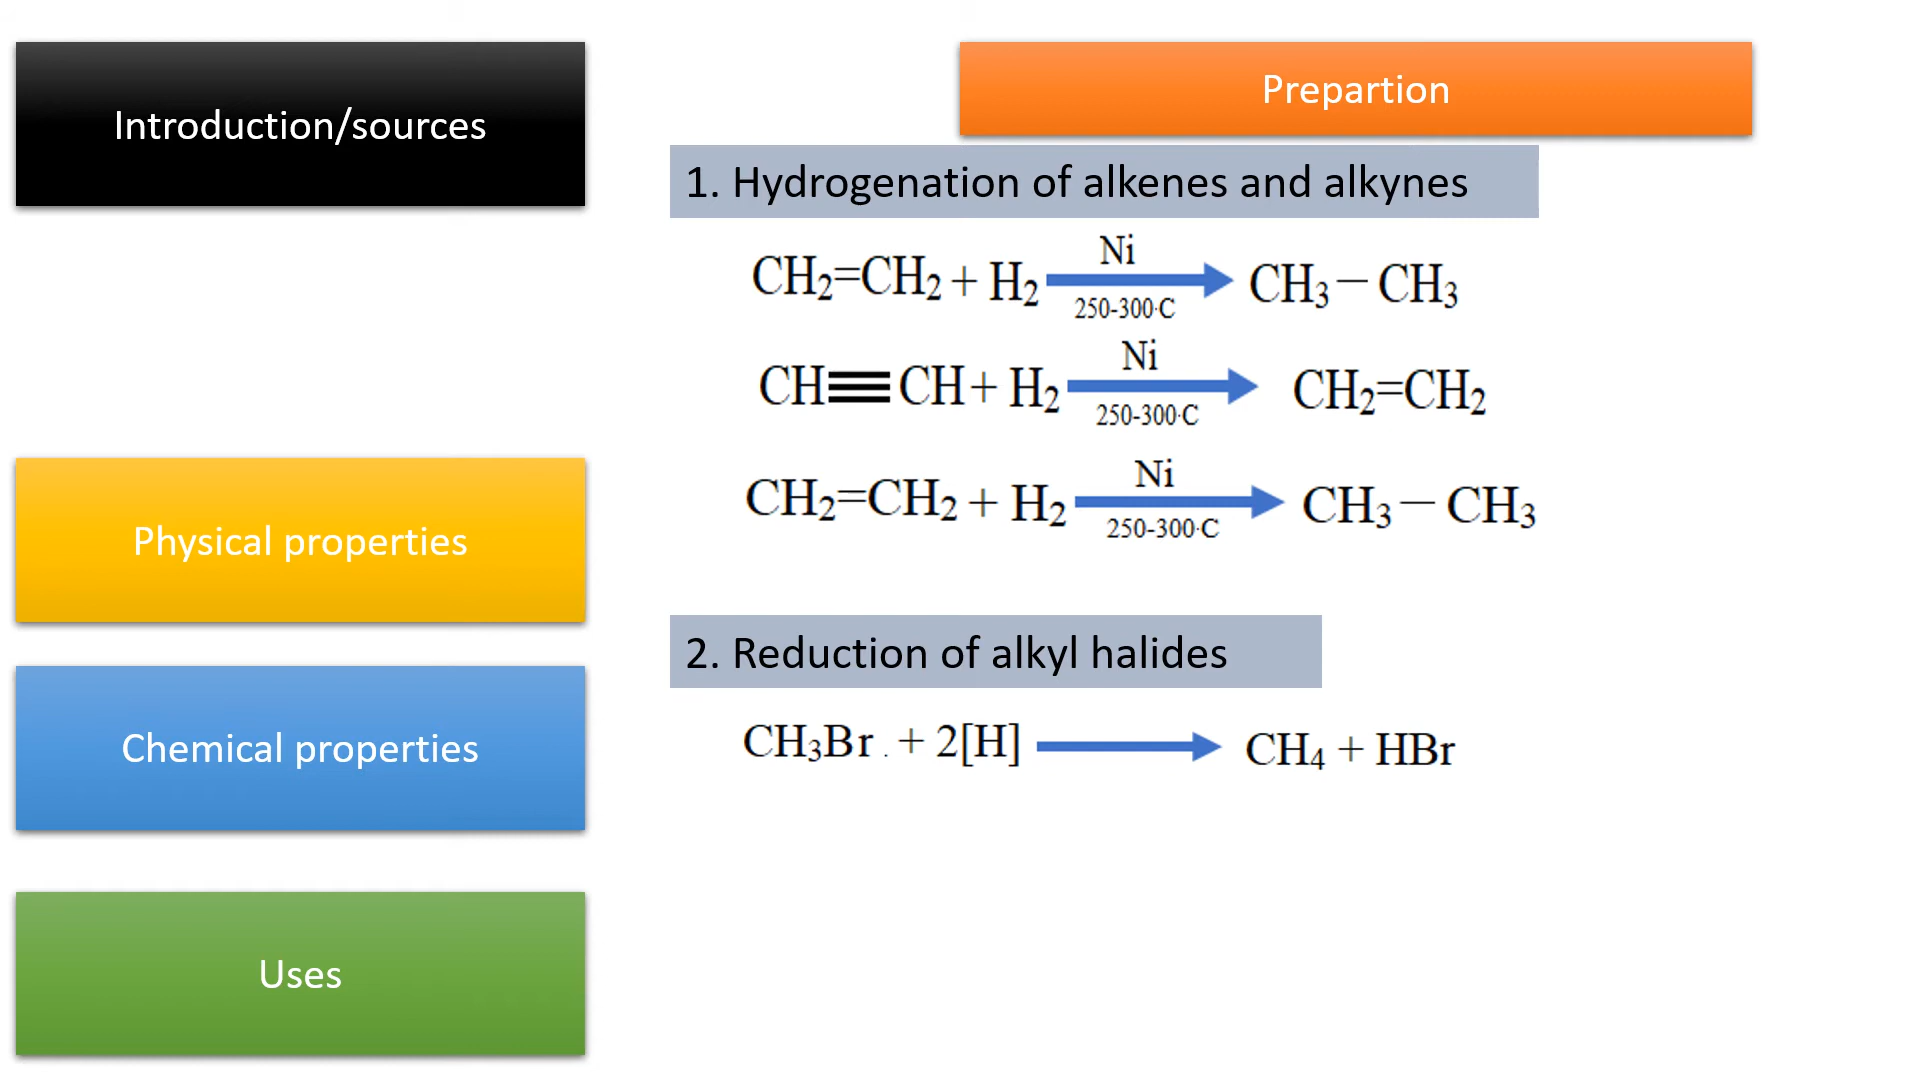 Introduction/sources
Physical properties
Chemical properties
Uses
Prepartion
1. Hydrogenation of alkenes and alkynes
CH₂=CH₂ + H₂ Ni 250-300·C CH₃－CH₃
CH≡CH + H₂ Ni 250-300·C CH₂=CH₂
CH₂=CH₂ + H₂ Ni 250-300·C CH₃－CH₃
2. Reduction of alkyl halides
CH₃Br . + 2[H] → CH₄ + HBr